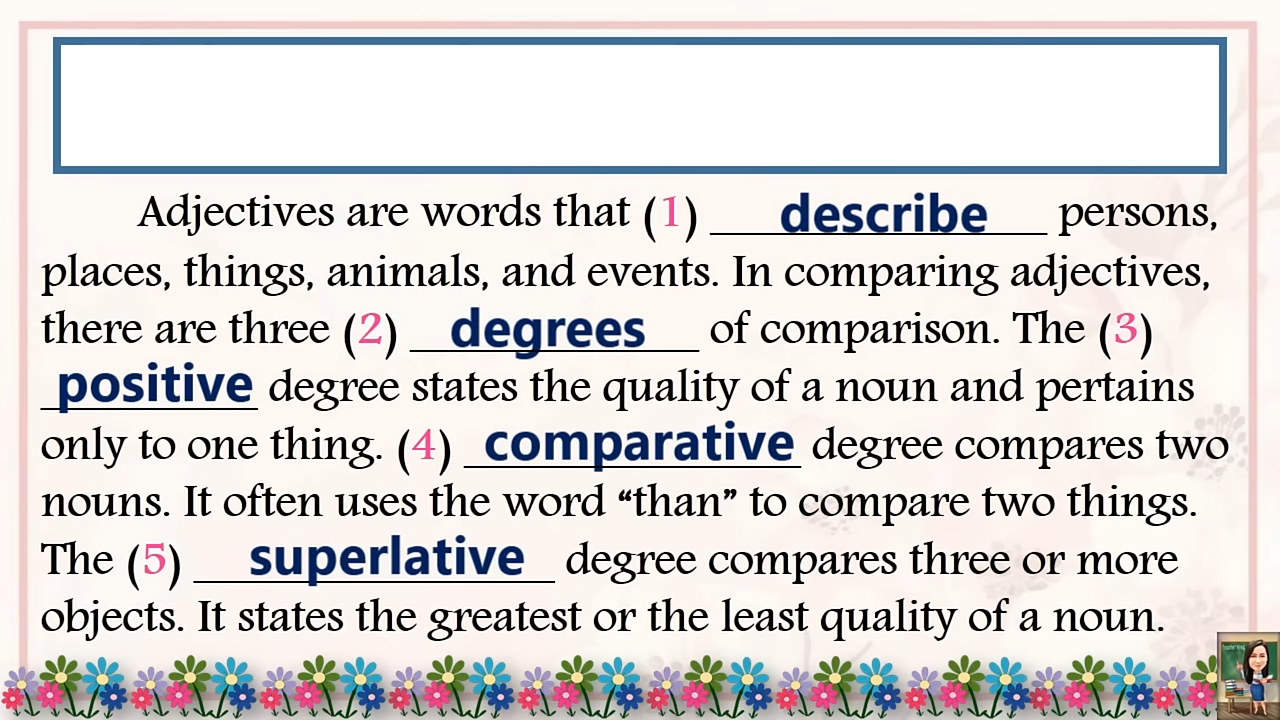 Adjectives are words that (1) describe persons,
places, things, animals, and events. In comparing adjectives,
there are three (2) degrees of comparison. The (3)
positive degree states the quality of a noun and pertains
only to one thing. (4) comparative degree compares two
nouns. It often uses the word “than” to compare two things.
The (5) superlative degree compares three or more
objects. It states the greatest or the least quality of a noun.